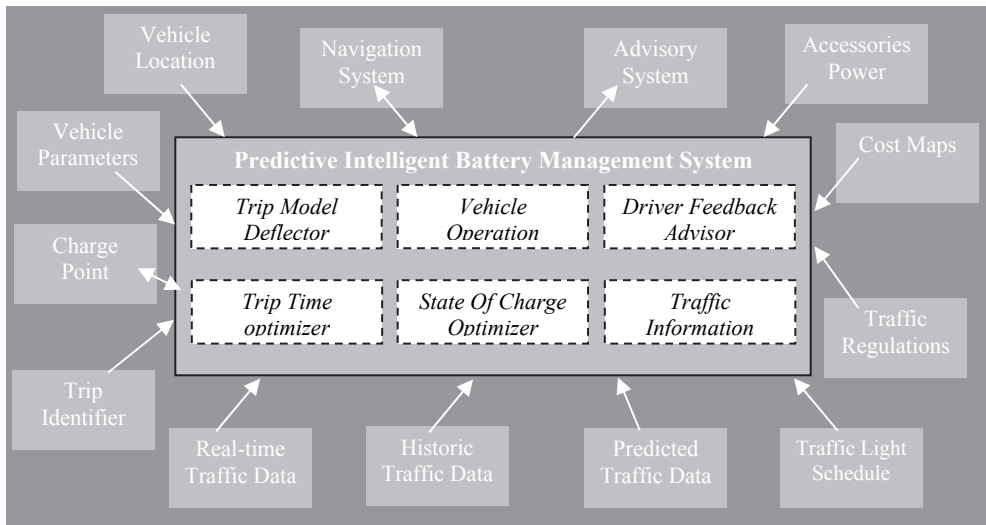 Vehicle
Location
Navigation
System
Advisory
System
Accessories
Power
Vehicle
Parameters
Cost Maps
Predictive Intelligent Battery Management System
Trip Model
Deflector
Vehicle
Operation
Driver Feedback
Advisor
Charge
Point
Trip Time
optimizer
State Of Charge
Optimizer
Traffic
Information
Traffic
Regulations
Trip
Identifier
Real-time
Traffic Data
Historic
Traffic Data
Predicted
Traffic Data
Traffic Light
Schedule